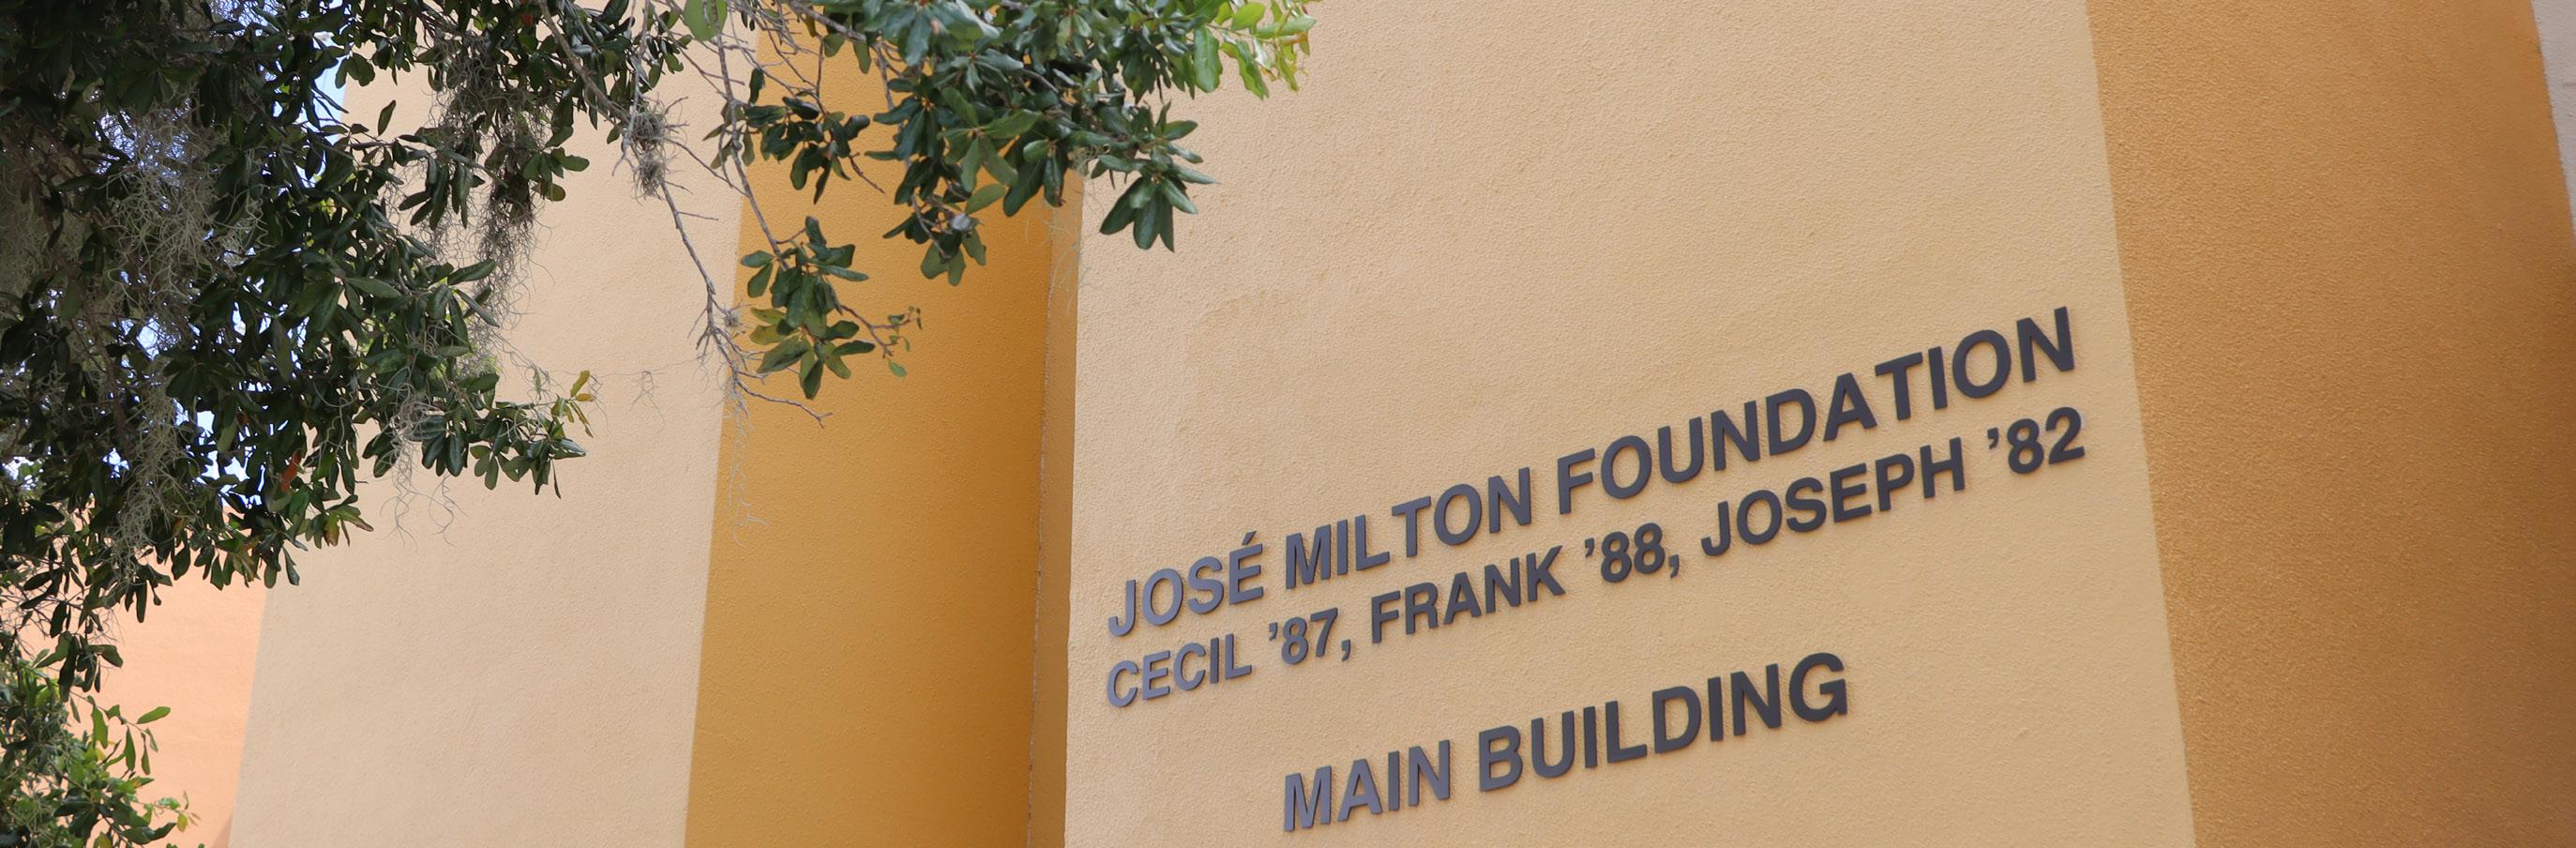 JOSÉ MILTON FOUNDATION
CECIL ’87, FRANK ’88, JOSEPH ’82
MAIN BUILDING